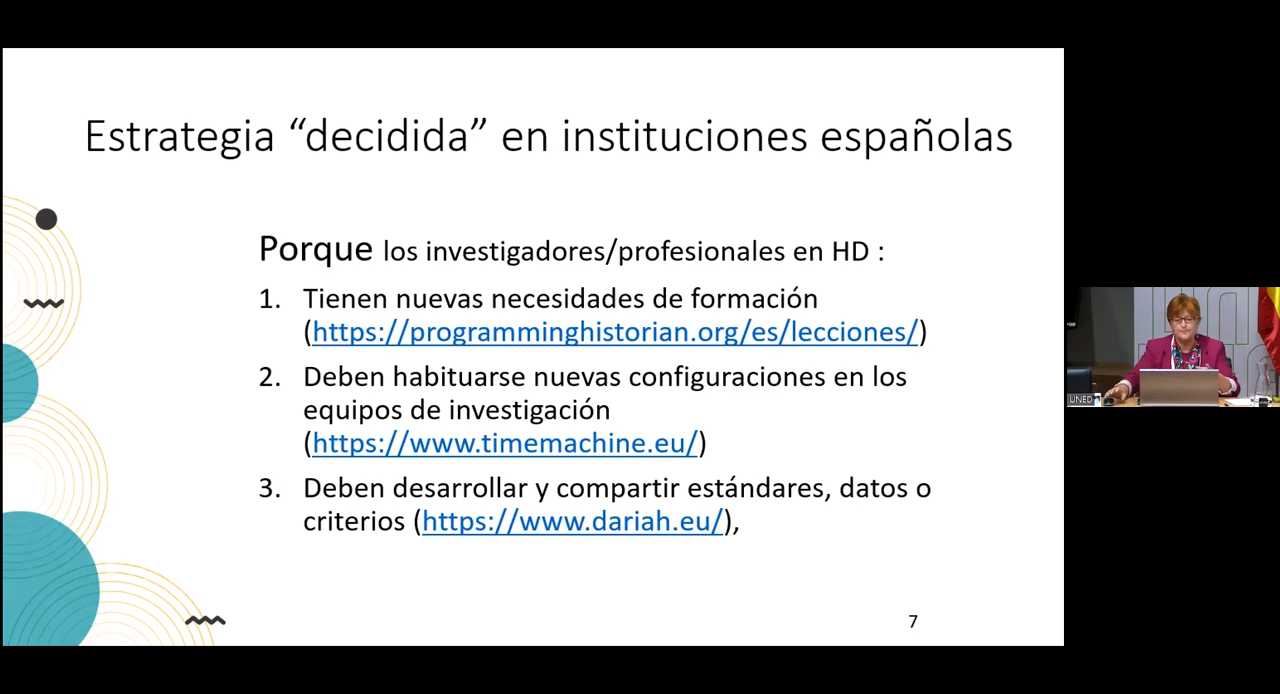 Estrategia “decidida” en instituciones españolas
Porque los investigadores/profesionales en HD :
1. Tienen nuevas necesidades de formación
(https://programminghistorian.org/es/lecciones/)
2. Deben habituarse nuevas configuraciones en los
equipos de investigación
(https://www.timemachine.eu/)
3. Deben desarrollar y compartir estándares, datos o
criterios (https://www.dariah.eu/),
7
UNED